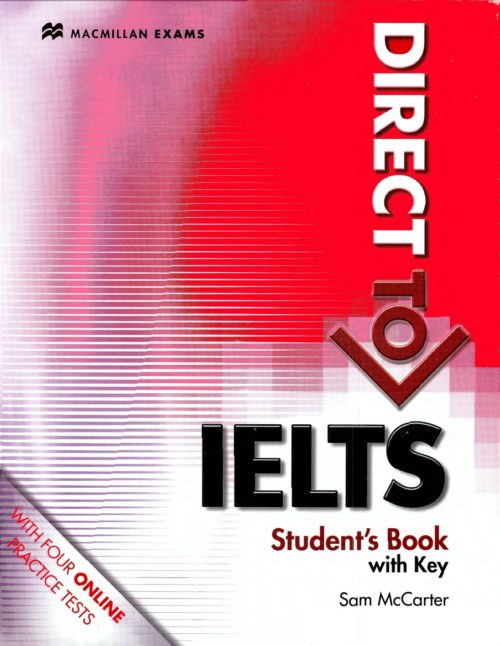 MACMILLAN EXAMS
DIRECT TO
IELTS
Student's Book
with Key
Sam McCarter
WITH FOUR ONLINE
PRACTICE TESTS